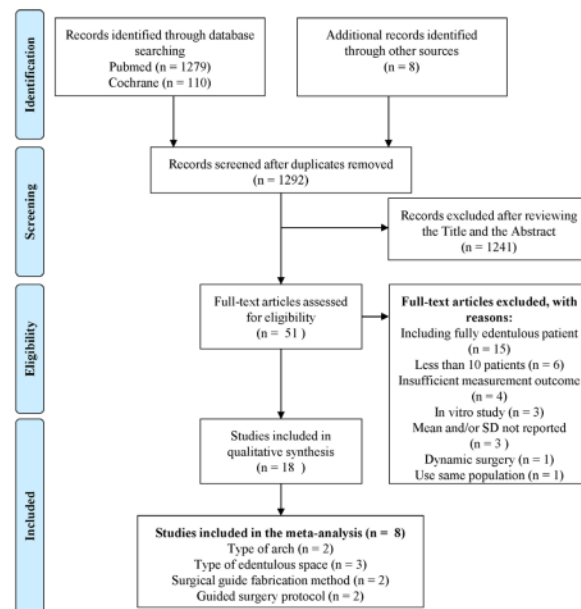 Identification
Records identified through database
searching
Pubmed (n = 1279)
Cochrane (n = 110)
Additional records identified
through other sources
(n = 8)
Screening
Records screened after duplicates removed
(n = 1292)
Records excluded after reviewing
the Title and the Abstract
(n = 1241)
Eligibility
Full-text articles assessed
for eligibility
(n = 51 )
Full-text articles excluded, with
reasons:
Including fully edentulous patient
(n = 15)
Less than 10 patients (n = 6)
Insufficient measurement outcome
(n = 4)
In vitro study (n = 3)
Mean and/or SD not reported
(n = 3 )
Dynamic surgery (n = 1)
Use same population (n = 1)
Studies included in
qualitative synthesis
(n = 18 )
Included
Studies included in the meta-analysis (n = 8)
Type of arch (n = 2)
Type of edentulous space (n = 3)
Surgical guide fabrication method (n = 2)
Guided surgery protocol (n = 2)